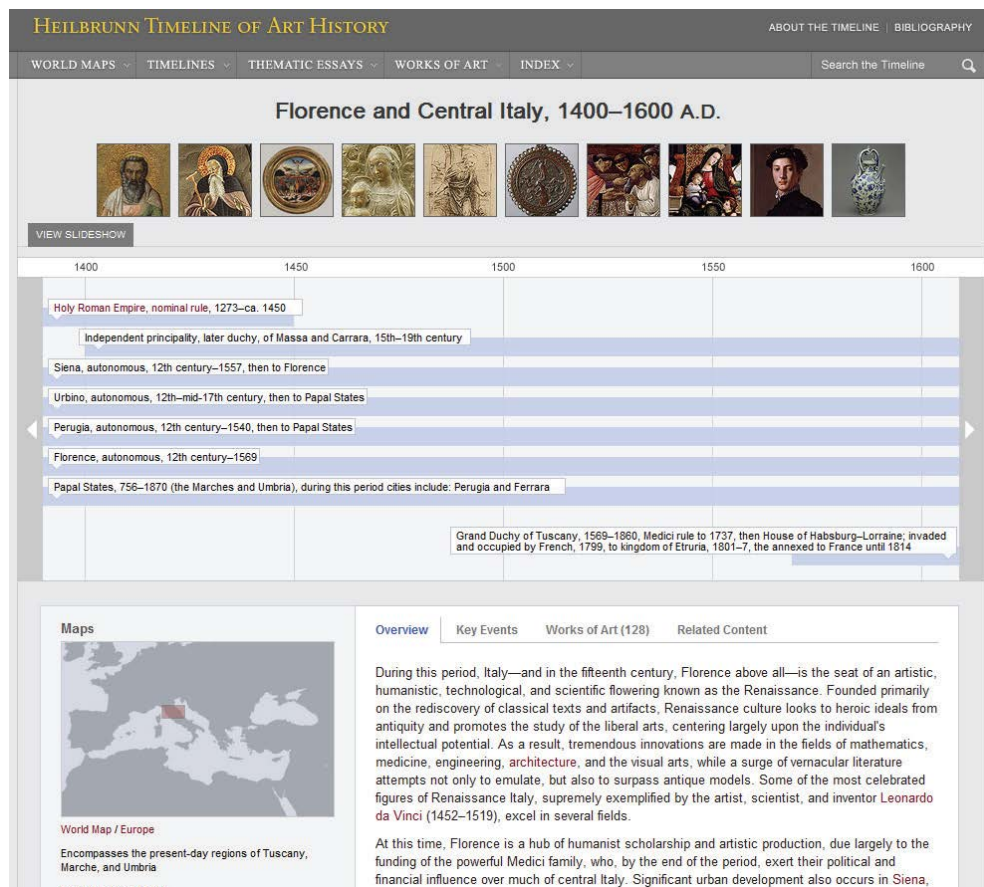 HEILBRUNN TIMELINE OF ART HISTORY
ABOUT THE TIMELINE | BIBLIOGRAPHY
WORLD MAPS TIMELINES THEMATIC ESSAYS WORKS OF ART INDEX Search the Timeline
Florence and Central Italy, 1400–1600 A.D.
VIEW SLIDESHOW
1400 1450 1500 1550 1600
Holy Roman Empire, nominal rule, 1273–ca. 1450
Independent principality, later duchy, of Massa and Carrara, 15th–19th century
Siena, autonomous, 12th century–1557, then to Florence
Urbino, autonomous, 12th–mid-17th century, then to Papal States
Perugia, autonomous, 12th century–1540, then to Papal States
Florence, autonomous, 12th century–1569
Papal States, 756–1870 (the Marches and Umbria), during this period cities include: Perugia and Ferrara
Grand Duchy of Tuscany, 1569–1860, Medici rule to 1737, then House of Habsburg–Lorraine; invaded
and occupied by French, 1799, to kingdom of Etruria, 1801–7, the annexed to France until 1814
Maps
World Map / Europe
Encompasses the present-day regions of Tuscany,
Marche, and Umbria
Overview Key Events Works of Art (128) Related Content
During this period, Italy—and in the fifteenth century, Florence above all—is the seat of an artistic,
humanistic, technological, and scientific flowering known as the Renaissance. Founded primarily
on the rediscovery of classical texts and artifacts, Renaissance culture looks to heroic ideals from
antiquity and promotes the study of the liberal arts, centering largely upon the individual's
intellectual potential. As a result, tremendous innovations are made in the fields of mathematics,
medicine, engineering, architecture, and the visual arts, while a surge of vernacular literature
attempts not only to emulate, but also to surpass antique models. Some of the most celebrated
figures of Renaissance Italy, supremely exemplified by the artist, scientist, and inventor Leonardo
da Vinci (1452–1519), excel in several fields.
At this time, Florence is a hub of humanist scholarship and artistic production, due largely to the
funding of the powerful Medici family, who, by the end of the period, exert their political and
financial influence over much of central Italy. Significant urban development also occurs in Siena,